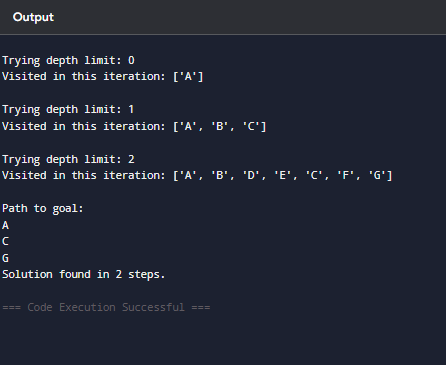 Output
Trying depth limit: 0
Visited in this iteration: ['A']
Trying depth limit: 1
Visited in this iteration: ['A', 'B', 'C']
Trying depth limit: 2
Visited in this iteration: ['A', 'B', 'D', 'E', 'C', 'F', 'G']
Path to goal:
A
C
G
Solution found in 2 steps.
=== Code Execution Successful ===